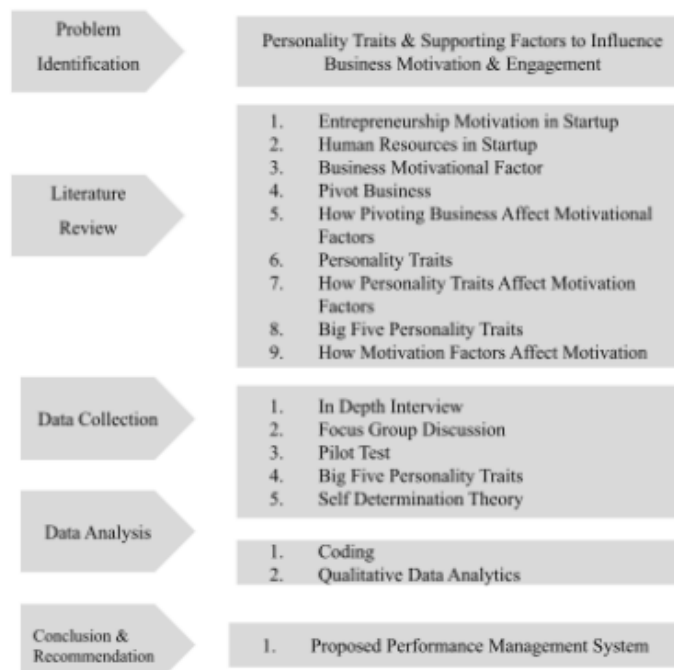 Problem
Identification
Personality Traits & Supporting Factors to Influence
Business Motivation & Engagement
Literature
Review
1. Entrepreneurship Motivation in Startup
2. Human Resources in Startup
3. Business Motivational Factor
4. Pivot Business
5. How Pivoting Business Affect Motivational
Factors
6. Personality Traits
7. How Personality Traits Affect Motivation
Factors
8. Big Five Personality Traits
9. How Motivation Factors Affect Motivation
Data Collection
1. In Depth Interview
2. Focus Group Discussion
3. Pilot Test
4. Big Five Personality Traits
5. Self Determination Theory
Data Analysis
1. Coding
2. Qualitative Data Analytics
Conclusion &
Recommendation
1. Proposed Performance Management System